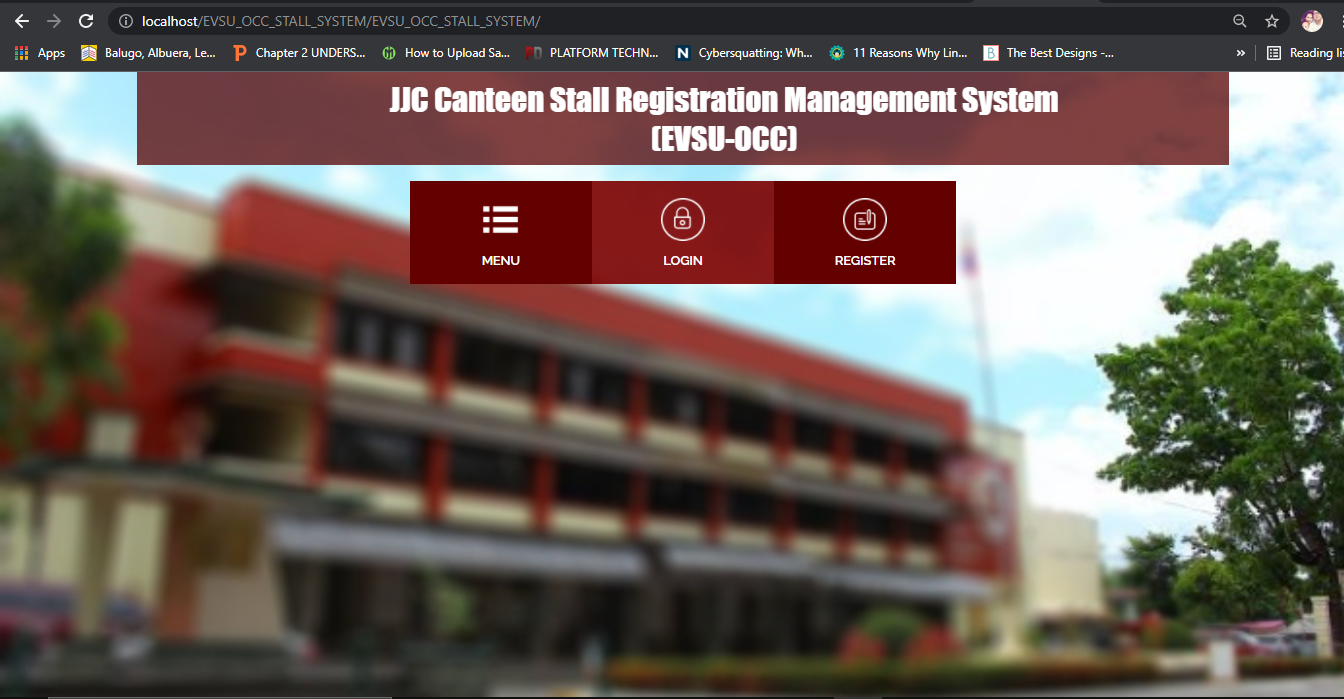 localhost/EVSU_OCC_STALL_SYSTEM/EVSU_OCC_STALL_SYSTEM/
Apps
Balugo, Albuera, Le...
Chapter 2 UNDERS...
How to Upload Sa...
PLATFORM TECHN...
Cybersquatting: Wh...
11 Reasons Why Lin...
The Best Designs -...
»
Reading lis
JJC Canteen Stall Registration Management System
(EVSU-OCC)
MENU
LOGIN
REGISTER